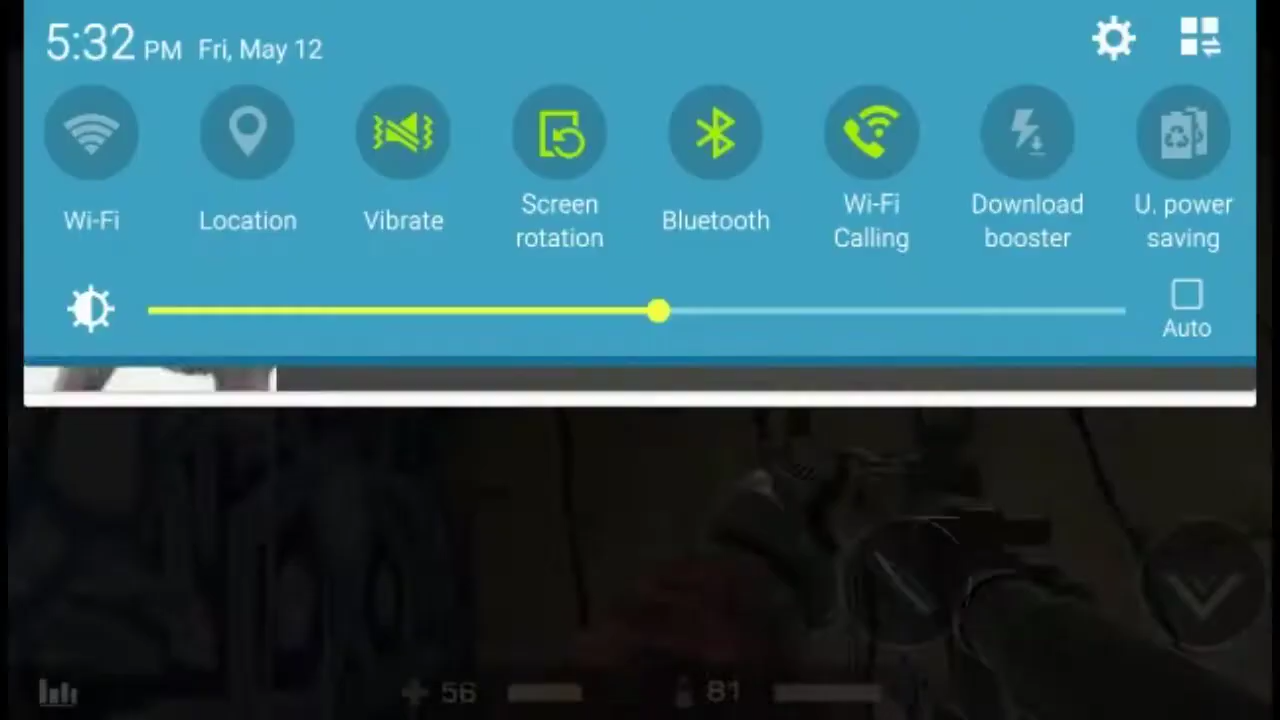 5:32 PM Fri, May 12
Wi-Fi
Location
Vibrate
Screen
rotation
Bluetooth
Wi-Fi
Calling
Download
booster
U. power
saving
Auto
56
81